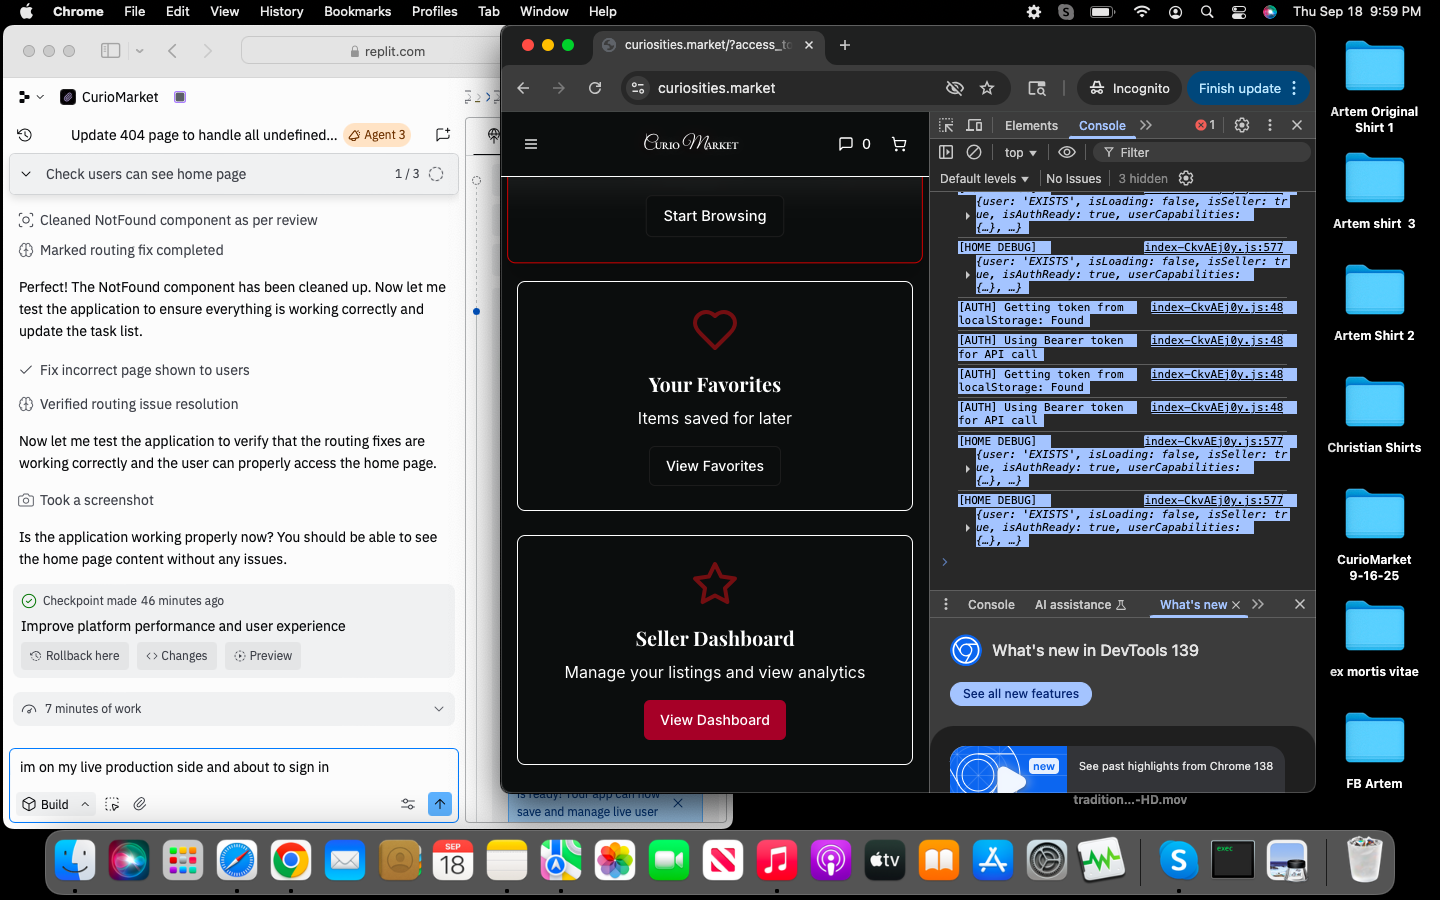 Chrome File Edit View History Bookmarks Profiles Tab Window Help Thu Sep 18 9:59 PM
replit.com
CurioMarket
Update 404 page to handle all undefined... Agent 3
Check users can see home page 1 / 3
Cleaned NotFound component as per review
Marked routing fix completed
Perfect! The NotFound component has been cleaned up. Now let me
test the application to ensure everything is working correctly and
update the task list.
Fix incorrect page shown to users
Verified routing issue resolution
Now let me test the application to verify that the routing fixes are
working correctly and the user can properly access the home page.
Took a screenshot
Is the application working properly now? You should be able to see
the home page content without any issues.
Checkpoint made 46 minutes ago
Improve platform performance and user experience
Rollback here Changes Preview
7 minutes of work
im on my live production side and about to sign in
Build
is ready! Your app can now
save and manage live user
curiosities.market/?access_to
curiosities.market
Incognito
Finish update
Curio Market
0
Start Browsing
Your Favorites
Items saved for later
View Favorites
Seller Dashboard
Manage your listings and view analytics
View Dashboard
Elements Console 1
top Filter
Default levels No Issues 3 hidden
{user: 'EXISTS', isLoading: false, isSeller: tr
ue, isAuthReady: true, userCapabilities:
{…}, …}
[HOME DEBUG] index-CkvAEj0y.js:577
{user: 'EXISTS', isLoading: false, isSeller: tr
ue, isAuthReady: true, userCapabilities:
{…}, …}
[AUTH] Getting token from index-CkvAEj0y.js:48
localStorage: Found
[AUTH] Using Bearer token index-CkvAEj0y.js:48
for API call
[AUTH] Getting token from index-CkvAEj0y.js:48
localStorage: Found
[AUTH] Using Bearer token index-CkvAEj0y.js:48
for API call
[HOME DEBUG] index-CkvAEj0y.js:577
{user: 'EXISTS', isLoading: false, isSeller: tr
ue, isAuthReady: true, userCapabilities:
{…}, …}
[HOME DEBUG] index-CkvAEj0y.js:577
{user: 'EXISTS', isLoading: false, isSeller: tr
ue, isAuthReady: true, userCapabilities:
{…}, …}
Console AI assistance What's new
What's new in DevTools 139
See all new features
new
See past highlights from Chrome 138
tradition...-HD.mov
Artem Original
Shirt 1
Artem shirt 3
Artem Shirt 2
Christian Shirts
CurioMarket
9-16-25
ex mortis vitae
FB Artem
SEP
18
tv
exec